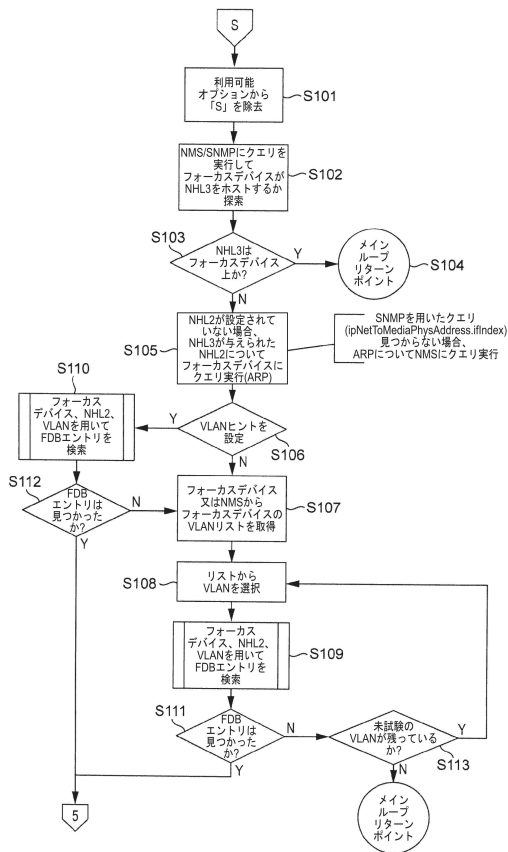 S
利用可能
オプションから
「S」を除去
S101
NMS/SNMPにクエリを
実行して
フォーカスデバイスが
NHL3をホストするか
探索
S102
S103
NHL3は
フォーカスデバイス
上か?
Y
N
メイン
ループ
リターン
ポイント
S104
NHL2が設定されて
いない場合、
NHL3が与えられた
NHL2について
フォーカスデバイスに
クエリ実行(ARP)
S105
SNMPを用いたクエリ
(ipNetToMediaPhysAddress.ifIndex)
見つからない場合、
ARPについてNMSにクエリ実行
S110
フォーカス
デバイス、NHL2、
VLANを用いて
FDBエントリを
検索
Y
VLANヒントを
設定
S106
N
S112
FDB
エントリは
見つかった
か?
N
Y
フォーカスデバイス
又はNMSから
フォーカスデバイスの
VLANリストを取得
S107
S108
リストから
VLANを選択
フォーカス
デバイス、NHL2、
VLANを用いて
FDBエントリを
検索
S109
S111
FDB
エントリは
見つかった
か?
N
Y
未試験の
VLANが残っている
か?
Y
S113
N
5
メイン
ループ
リターン
ポイント